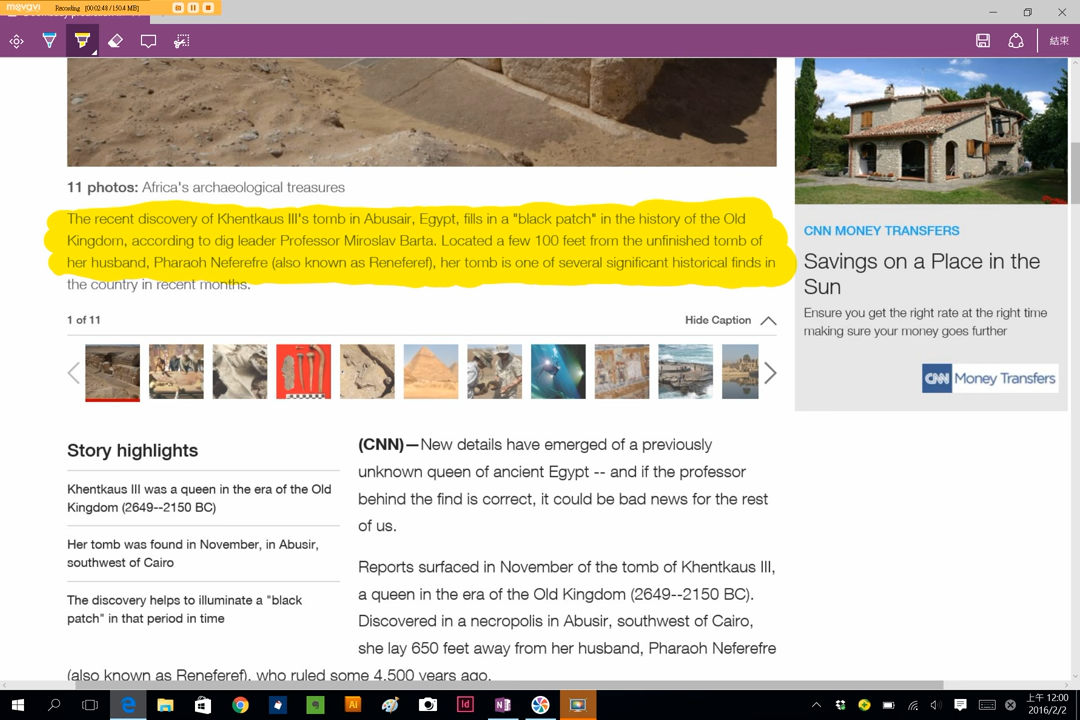 movavi Recording [00:02:48 / 150.4 MB]
結束
11 photos: Africa's archaeological treasures
The recent discovery of Khentkaus III's tomb in Abusair, Egypt, fills in a "black patch" in the history of the Old
Kingdom, according to dig leader Professor Miroslav Barta. Located a few 100 feet from the unfinished tomb of
her husband, Pharaoh Neferefre (also known as Reneferef), her tomb is one of several significant historical finds in
the country in recent months.
1 of 11
Hide Caption
CNN MONEY TRANSFERS
Savings on a Place in the
Sun
Ensure you get the right rate at the right time
making sure your money goes further
CNN Money Transfers
Story highlights
Khentkaus III was a queen in the era of the Old
Kingdom (2649--2150 BC)
Her tomb was found in November, in Abusir,
southwest of Cairo
The discovery helps to illuminate a "black
patch" in that period in time
(CNN)—New details have emerged of a previously
unknown queen of ancient Egypt -- and if the professor
behind the find is correct, it could be bad news for the rest
of us.
Reports surfaced in November of the tomb of Khentkaus III,
a queen in the era of the Old Kingdom (2649--2150 BC).
Discovered in a necropolis in Abusir, southwest of Cairo,
she lay 650 feet away from her husband, Pharaoh Neferefre
(also known as Reneferef), who ruled some 4,500 years ago.
Ai
Id
上午 12:00
2016/2/2